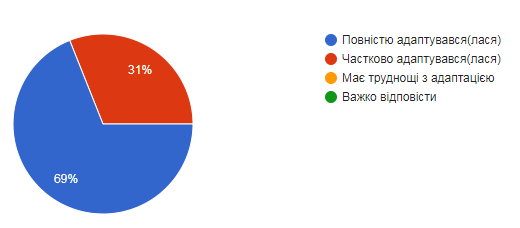 31%
69%
Повністю адаптувався(лася)
Частково адаптувався(лася)
Має труднощі з адаптацією
Важко відповісти